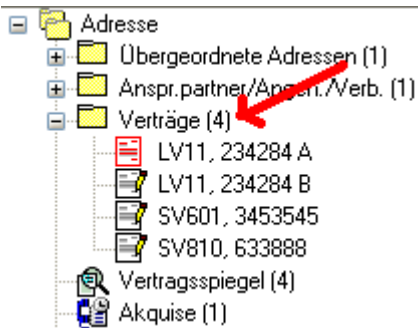 Adresse
Übergeordnete Adressen (1)
Anspr.partner/Angeh./Verb. (1)
Verträge (4)
LV11, 234284 A
LV11, 234284 B
SV601, 3453545
SV810, 633888
Vertragsspiegel (4)
Akquise (1)